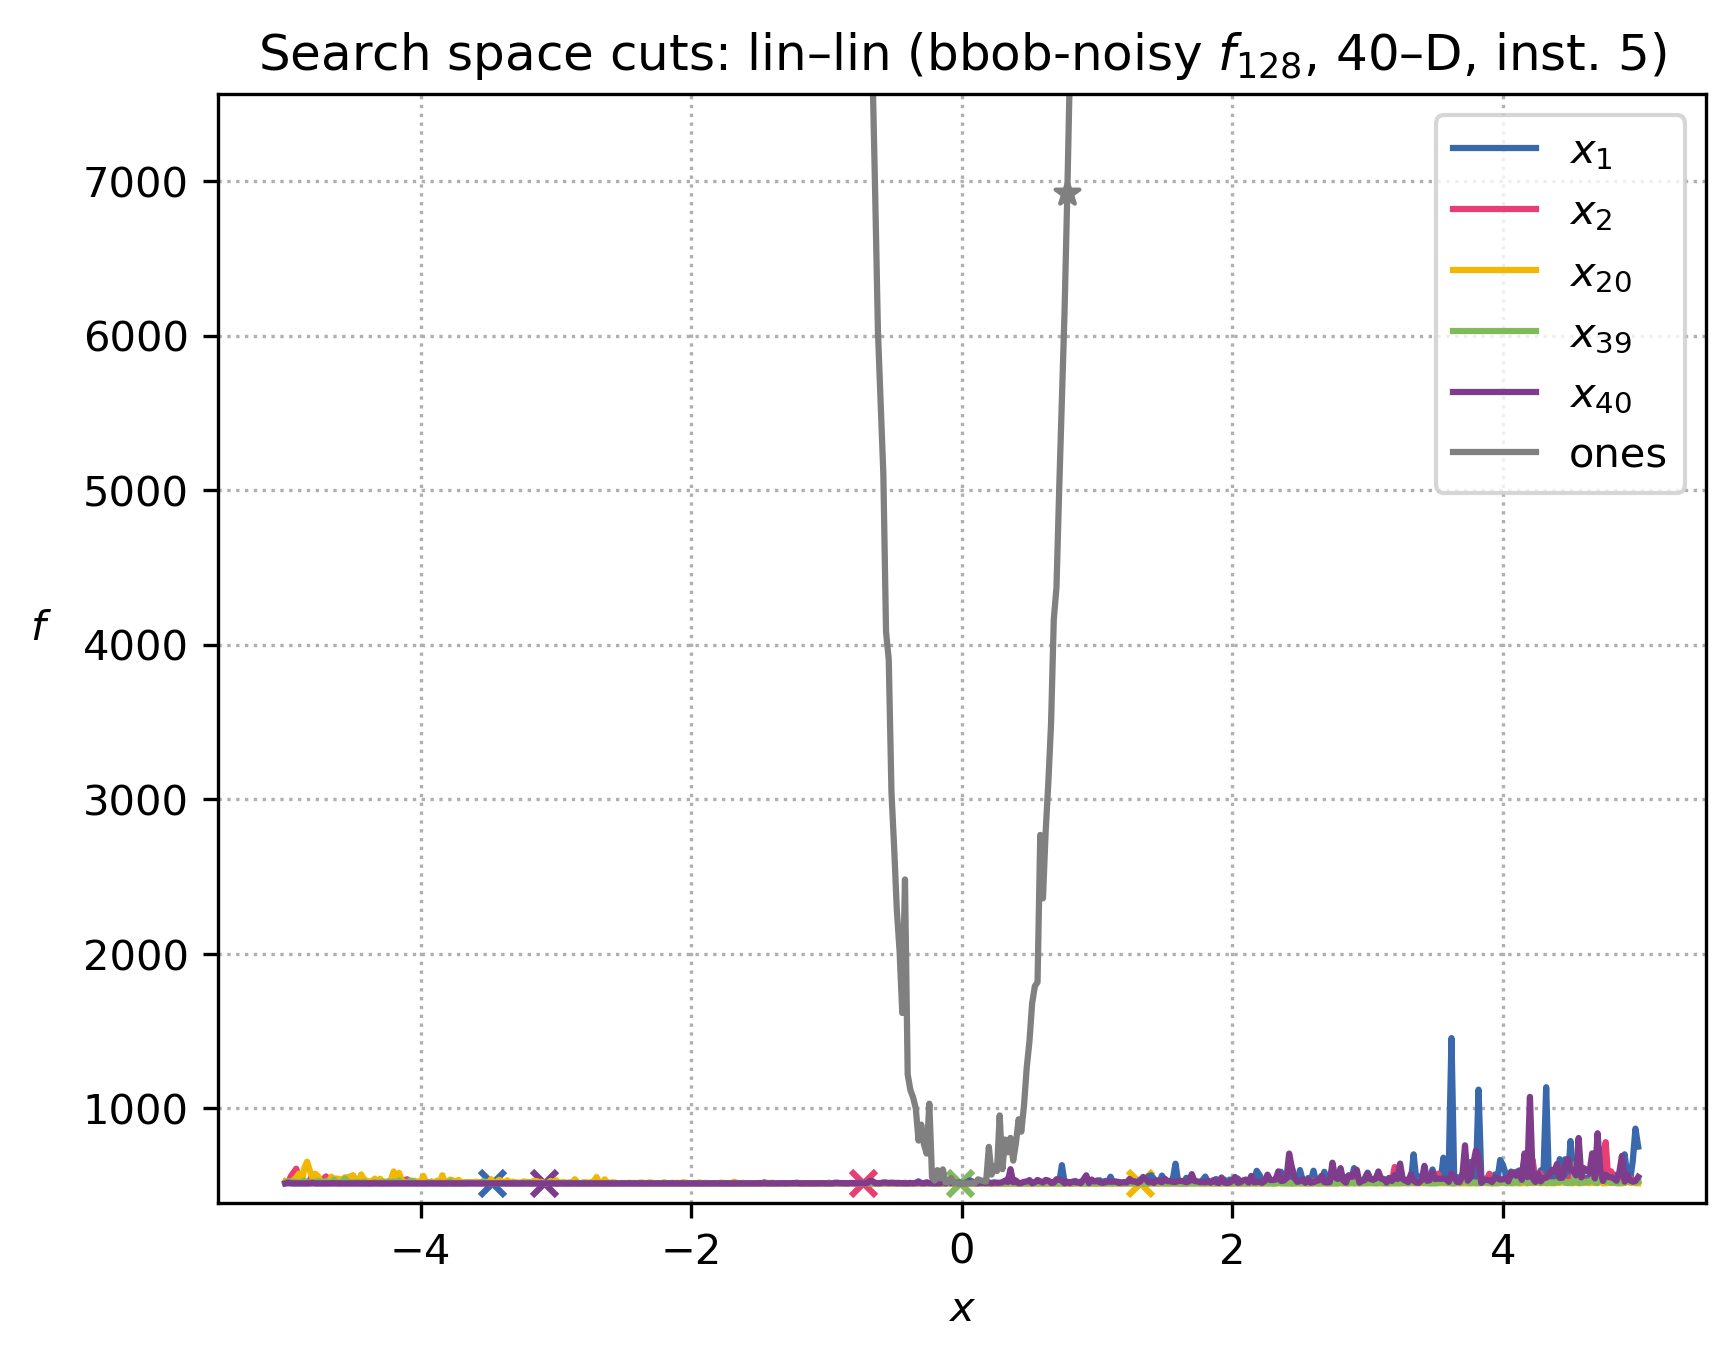 Search space cuts: lin–lin (bbob-noisy f128, 40–D, inst. 5)
x1
x2
x20
x39
x40
ones
7000
6000
5000
4000
3000
2000
1000
f
−4
−2
0
2
4
x